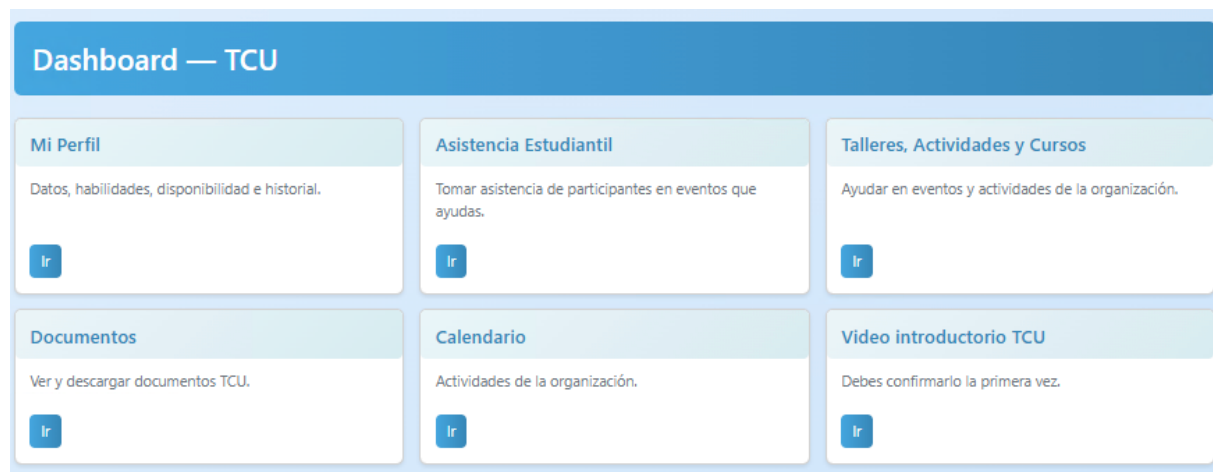 Dashboard — TCU
Mi Perfil
Datos, habilidades, disponibilidad e historial.
Ir
Asistencia Estudiantil
Tomar asistencia de participantes en eventos que
ayudas.
Ir
Talleres, Actividades y Cursos
Ayudar en eventos y actividades de la organización.
Ir
Documentos
Ver y descargar documentos TCU.
Ir
Calendario
Actividades de la organización.
Ir
Video introductorio TCU
Debes confirmarlo la primera vez.
Ir